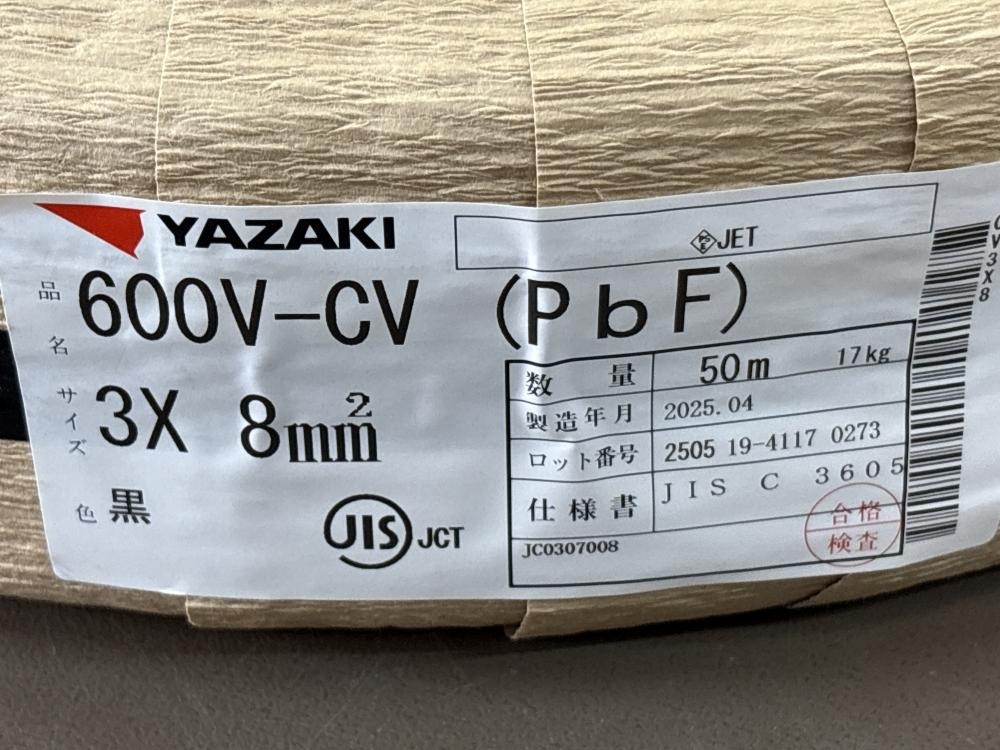 YAZAKI
PSE JET
品名 600V-CV (PbF)
サイズ 3X 8mm²
色 黒
JIS JCT
数量 50m 17kg
製造年月 2025.04
ロット番号 2505 19-4117 0273
仕様書 JIS C 3605
JC0307008
合格
検査
CV3X8